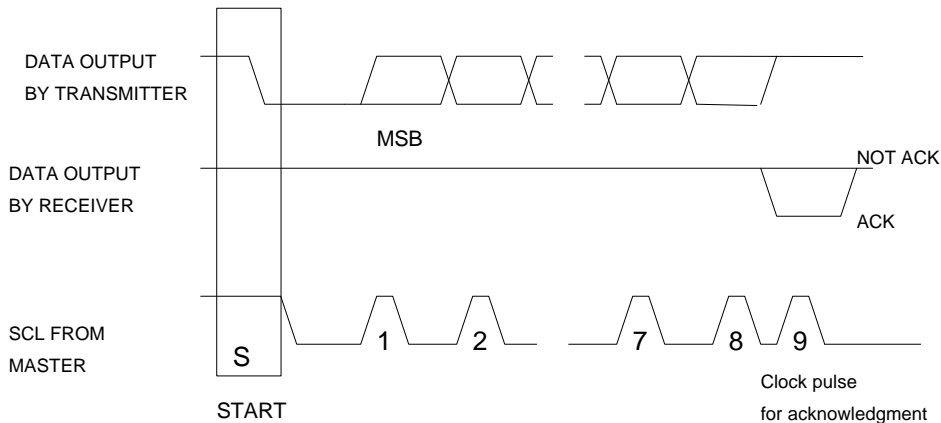 DATA OUTPUT
BY TRANSMITTER
MSB
DATA OUTPUT
BY RECEIVER
NOT ACK
ACK
SCL FROM
MASTER
S
1
2
7
8
9
START
Clock pulse
for acknowledgment